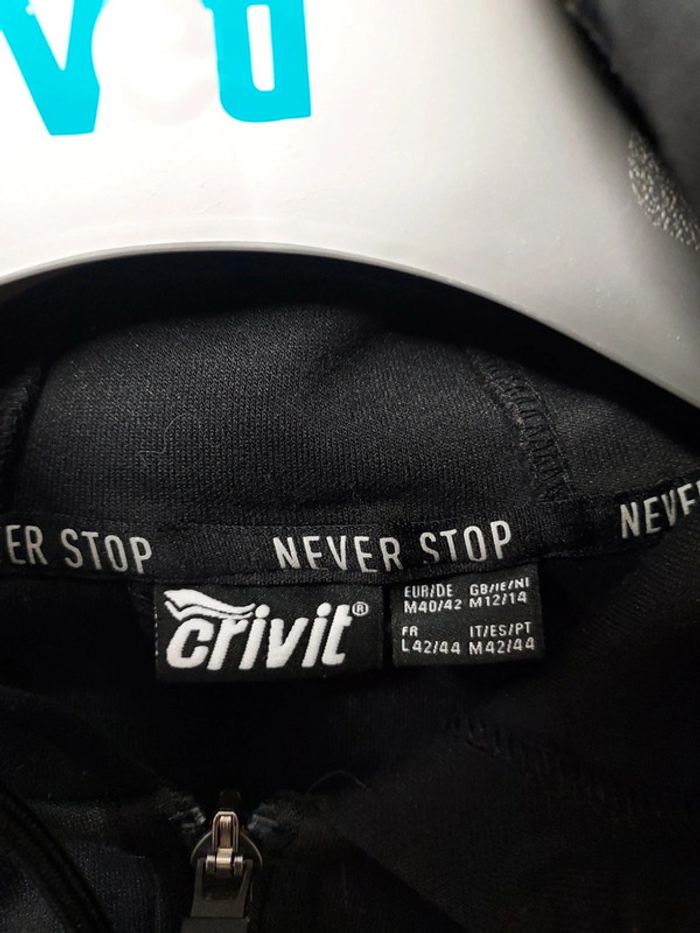 ER STOP NEVER STOP NEVE
crivit®
EUR/DE GB/IE/NI
M40/42 M12/14
FR IT/ES/PT
L42/44 M42/44